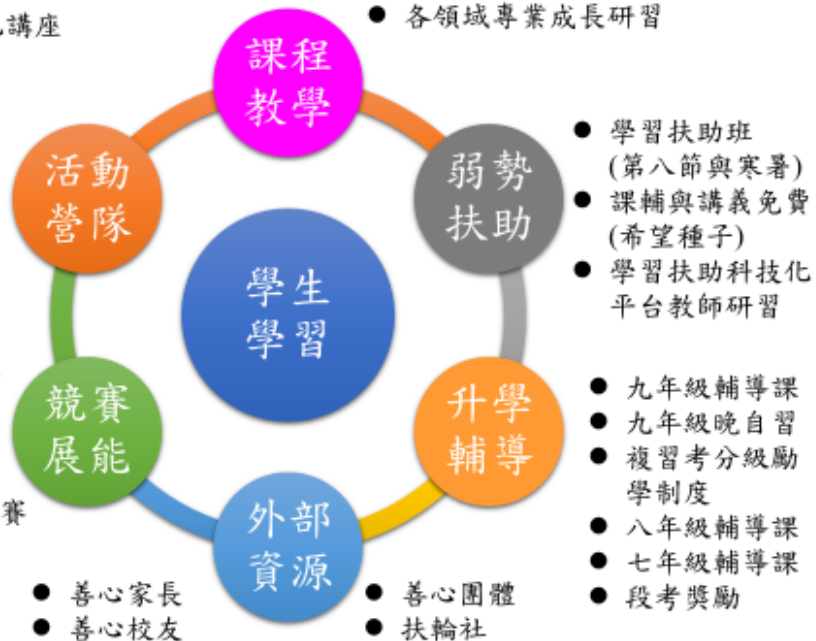 講座
● 各領域專業成長研習
課程
教學
活動
營隊
弱勢
扶助
● 學習扶助班
(第八節與寒暑)
● 課輔與講義免費
(希望種子)
● 學習扶助科技化
平台教師研習
學生
學習
競賽
展能
升學
輔導
● 九年級輔導課
● 九年級晚自習
● 複習考分級勵
學制度
● 八年級輔導課
● 七年級輔導課
● 段考獎勵
賽
外部
資源
● 善心家長
● 善心校友
● 善心團體
● 扶輪社